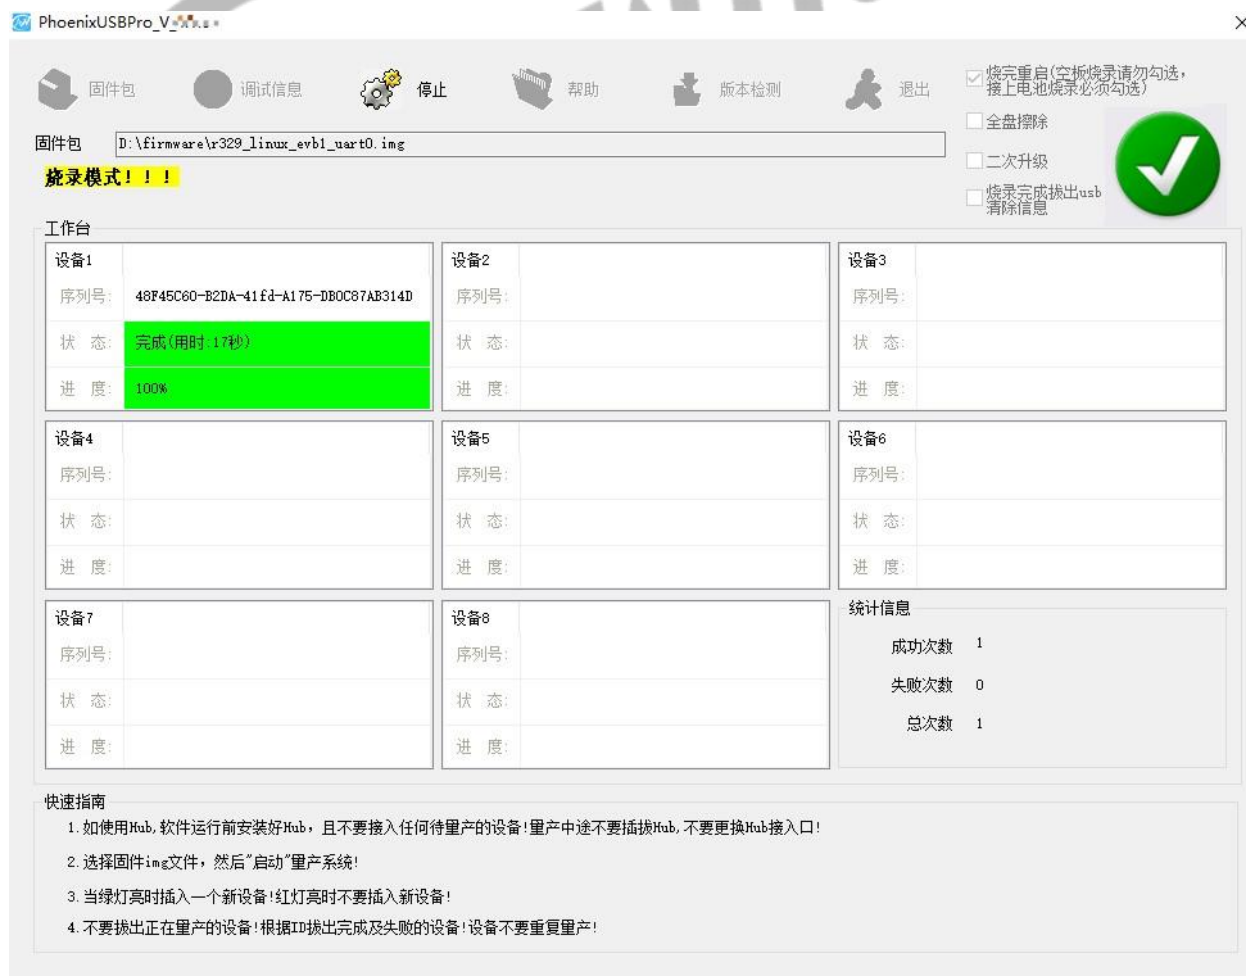 PhoenixUSBPro_V
固件包 调试信息 停止 帮助 版本检测 退出
烧完重启(空板烧录请勿勾选,
接上电池烧录必须勾选)
全盘擦除
二次升级
烧录完成拔出usb
清除信息
固件包 D:\firmware\r329_linux_evb1_uart0.img
烧录模式!!!
工作台
设备1 设备2 设备3
序列号: 48F45C60-B2DA-41fd-A175-DB0C87AB314D 序列号: 序列号:
状 态: 完成(用时:17秒) 状 态: 状 态:
进 度: 100% 进 度: 进 度:
设备4 设备5 设备6
序列号: 序列号: 序列号:
状 态: 状 态: 状 态:
进 度: 进 度: 进 度:
设备7 设备8
序列号: 序列号:
状 态: 状 态:
进 度: 进 度:
统计信息
成功次数 1
失败次数 0
总次数 1
快速指南
1.如使用Hub,软件运行前安装好Hub，且不要接入任何待量产的设备!量产中途不要插拔Hub,不要更换Hub接入口!
2.选择固件img文件，然后"启动"量产系统!
3.当绿灯亮时插入一个新设备!红灯亮时不要插入新设备!
4.不要拔出正在量产的设备!根据ID拔出完成及失败的设备!设备不要重复量产!